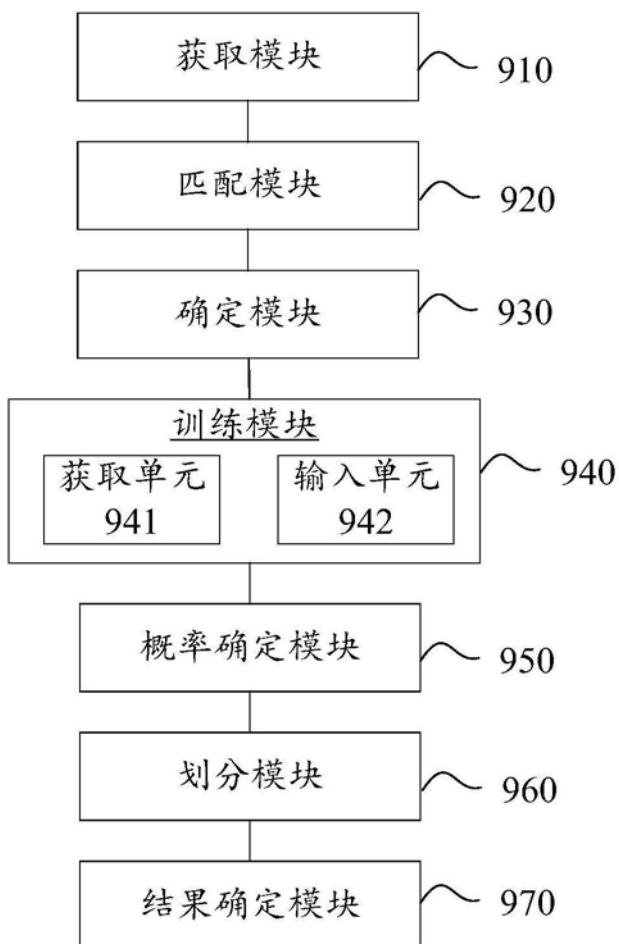 获取模块
910
匹配模块
920
确定模块
930
训练模块
获取单元
941
输入单元
942
940
概率确定模块
950
划分模块
960
结果确定模块
970